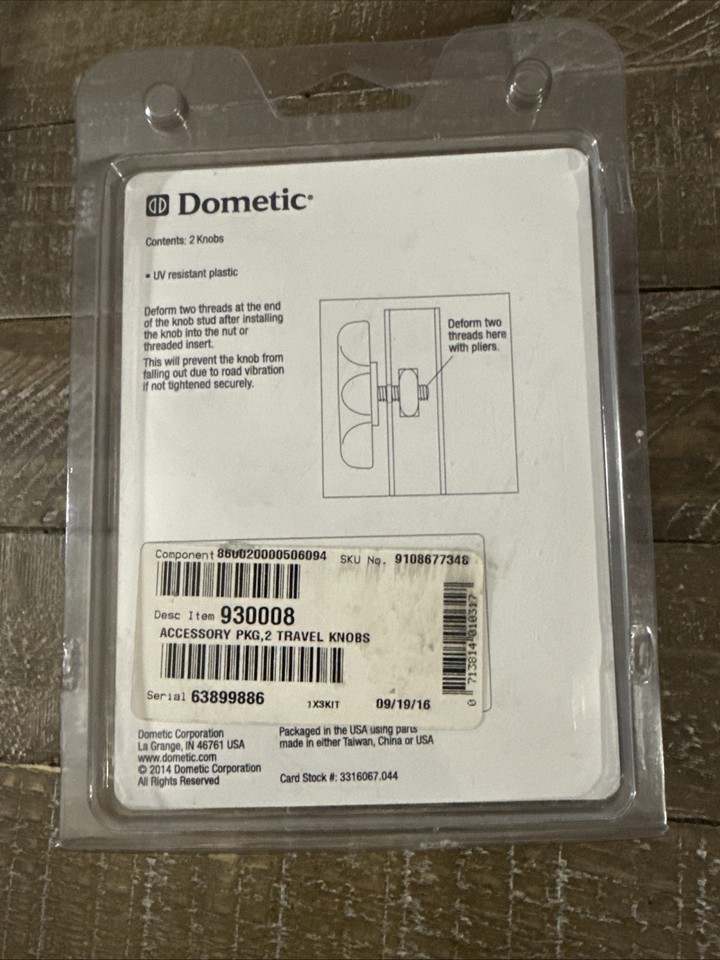 Dometic®
Contents: 2 Knobs
• UV resistant plastic
Deform two threads at the end
of the knob stud after installing
the knob into the nut or
threaded insert.
This will prevent the knob from
falling out due to road vibration
if not tightened securely.
Deform two
threads here
with pliers.
Component 860020000506094 SKU No. 9108677348
Desc Item 930008
ACCESSORY PKG,2 TRAVEL KNOBS
Serial 63899886 1X3KIT 09/19/16
0 713814 010317
Dometic Corporation
La Grange, IN 46761 USA
www.dometic.com
© 2014 Dometic Corporation
All Rights Reserved
Packaged in the USA using parts
made in either Taiwan, China or USA
Card Stock #: 3316067.044